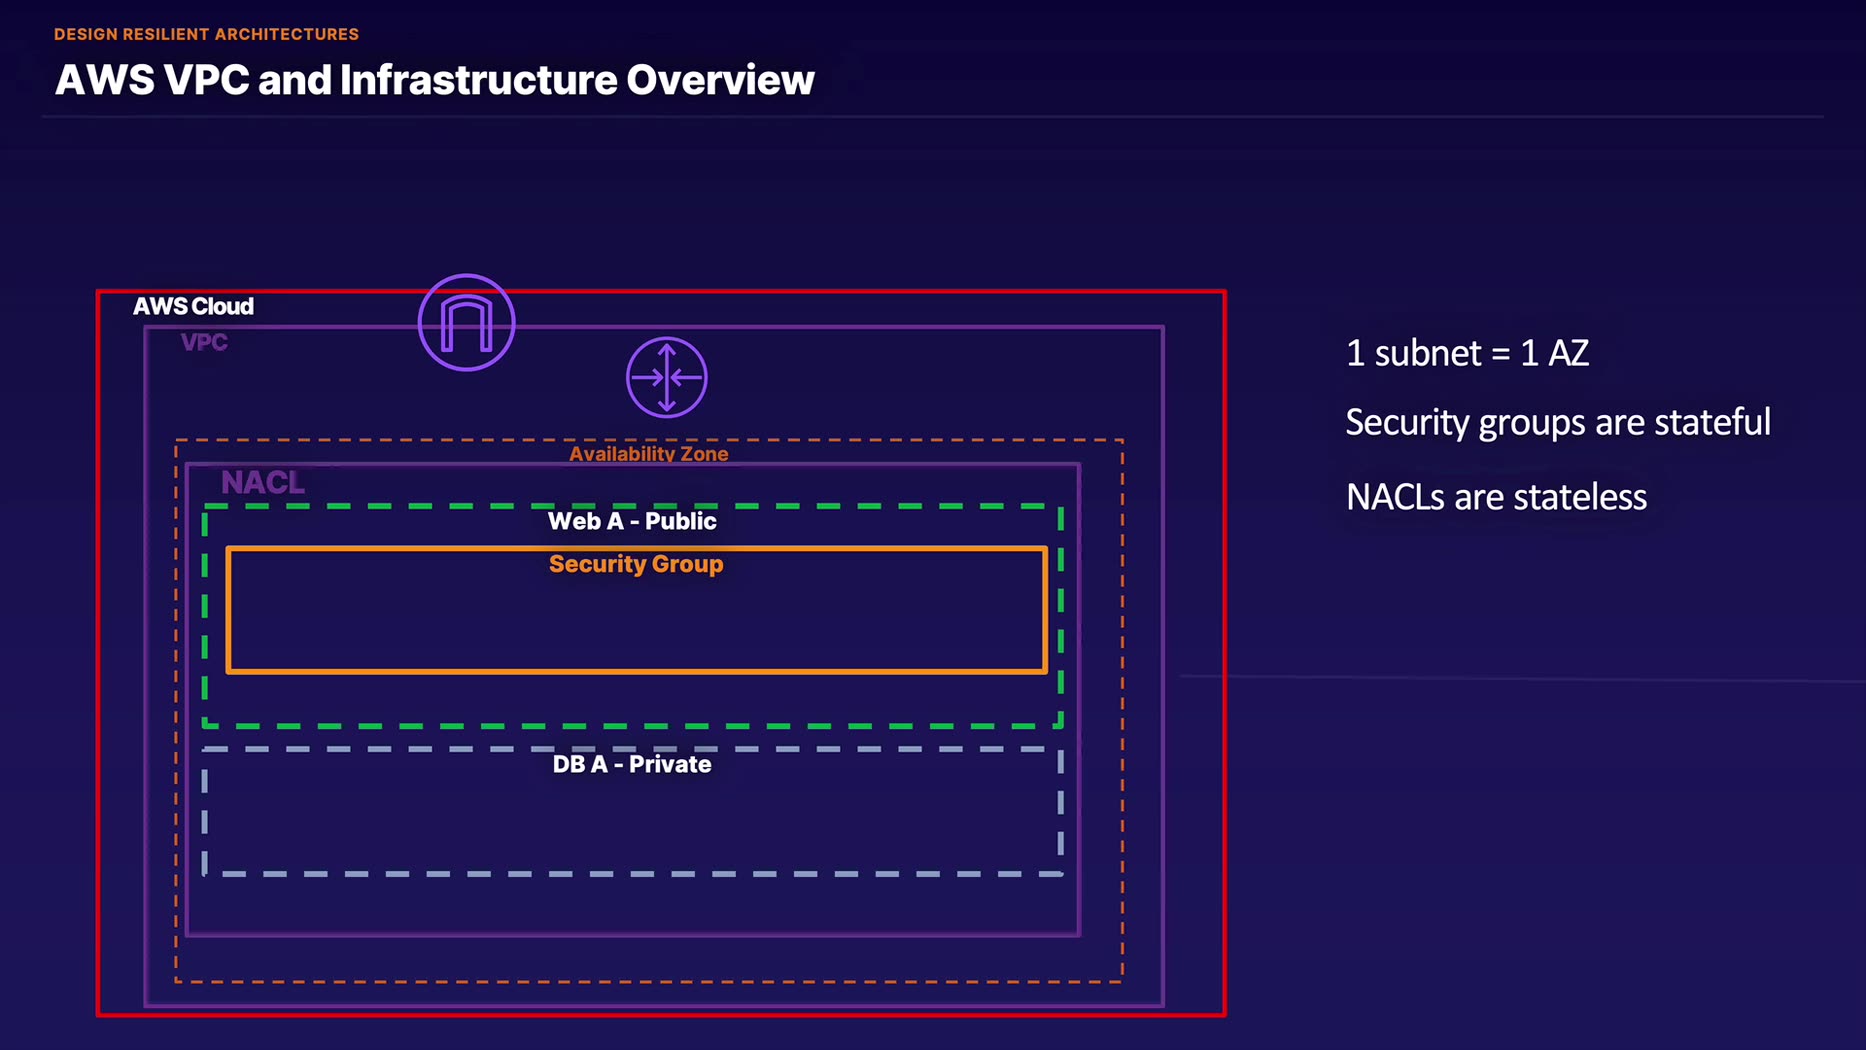 DESIGN RESILIENT ARCHITECTURES
AWS VPC and Infrastructure Overview
AWS Cloud
VPC
Availability Zone
NACL
Web A - Public
Security Group
DB A - Private
1 subnet = 1 AZ
Security groups are stateful
NACLs are stateless